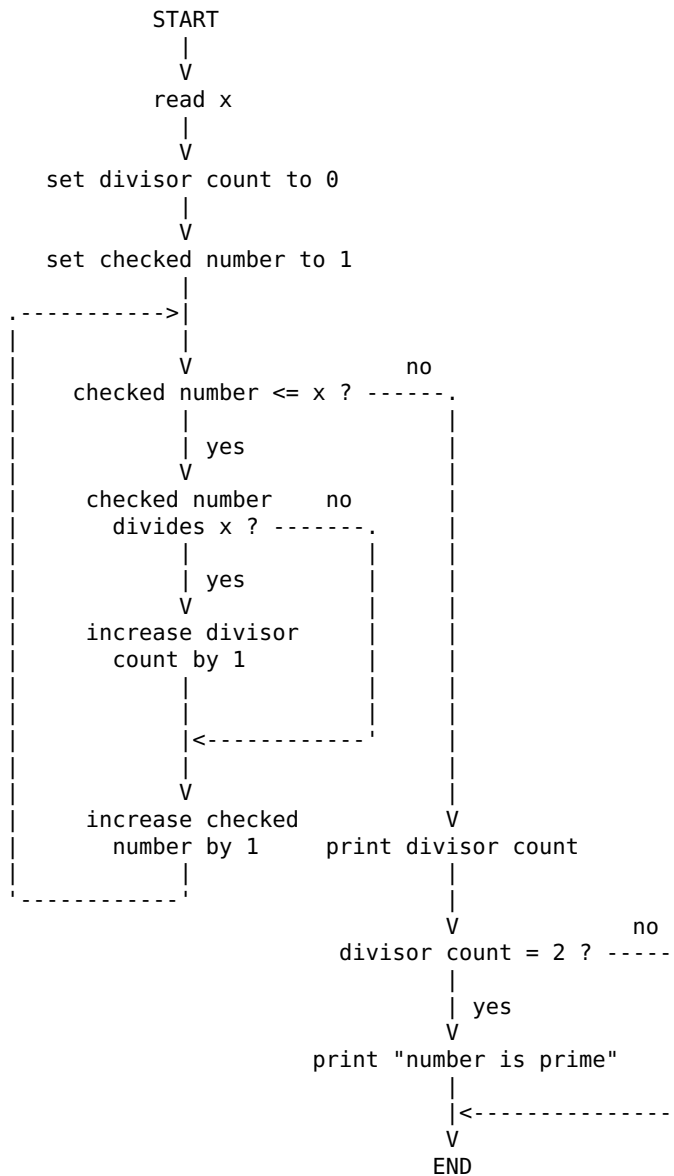 START
read x
set divisor count to 0
set checked number to 1
no
checked number <= x ?
yes
checked number no
divides x ?
yes
increase divisor
count by 1
increase checked
number by 1 print divisor count
no
divisor count = 2 ?
yes
print "number is prime"
END